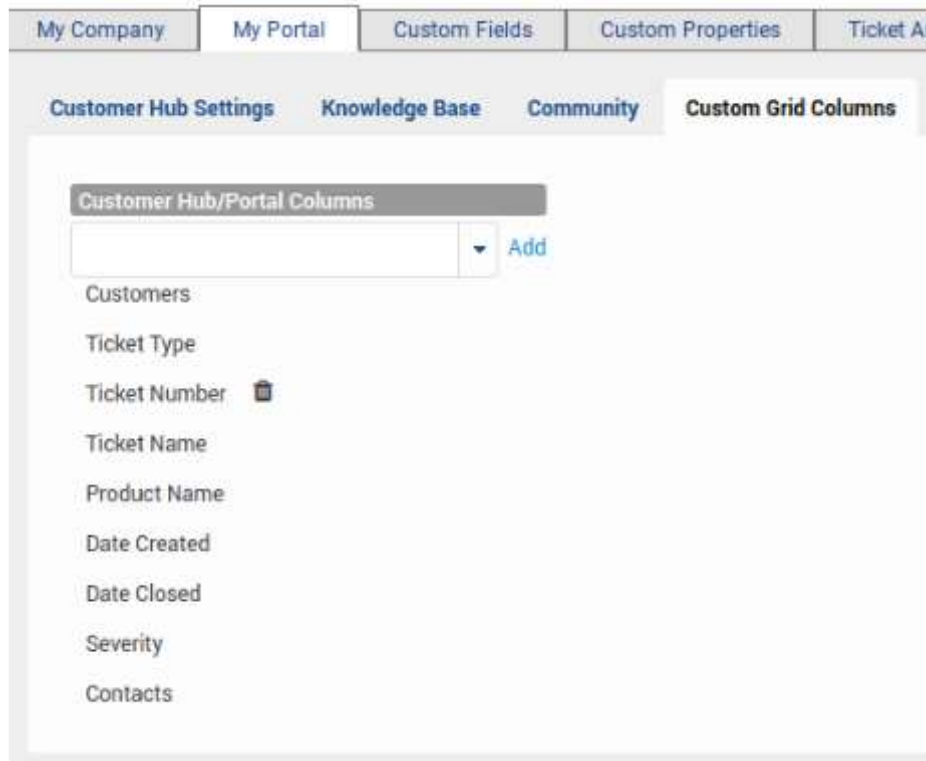 My Company My Portal Custom Fields Custom Properties Ticket
Customer Hub Settings Knowledge Base Community Custom Grid Columns
Customer Hub/Portal Columns
Add
Customers
Ticket Type
Ticket Number
Ticket Name
Product Name
Date Created
Date Closed
Severity
Contacts